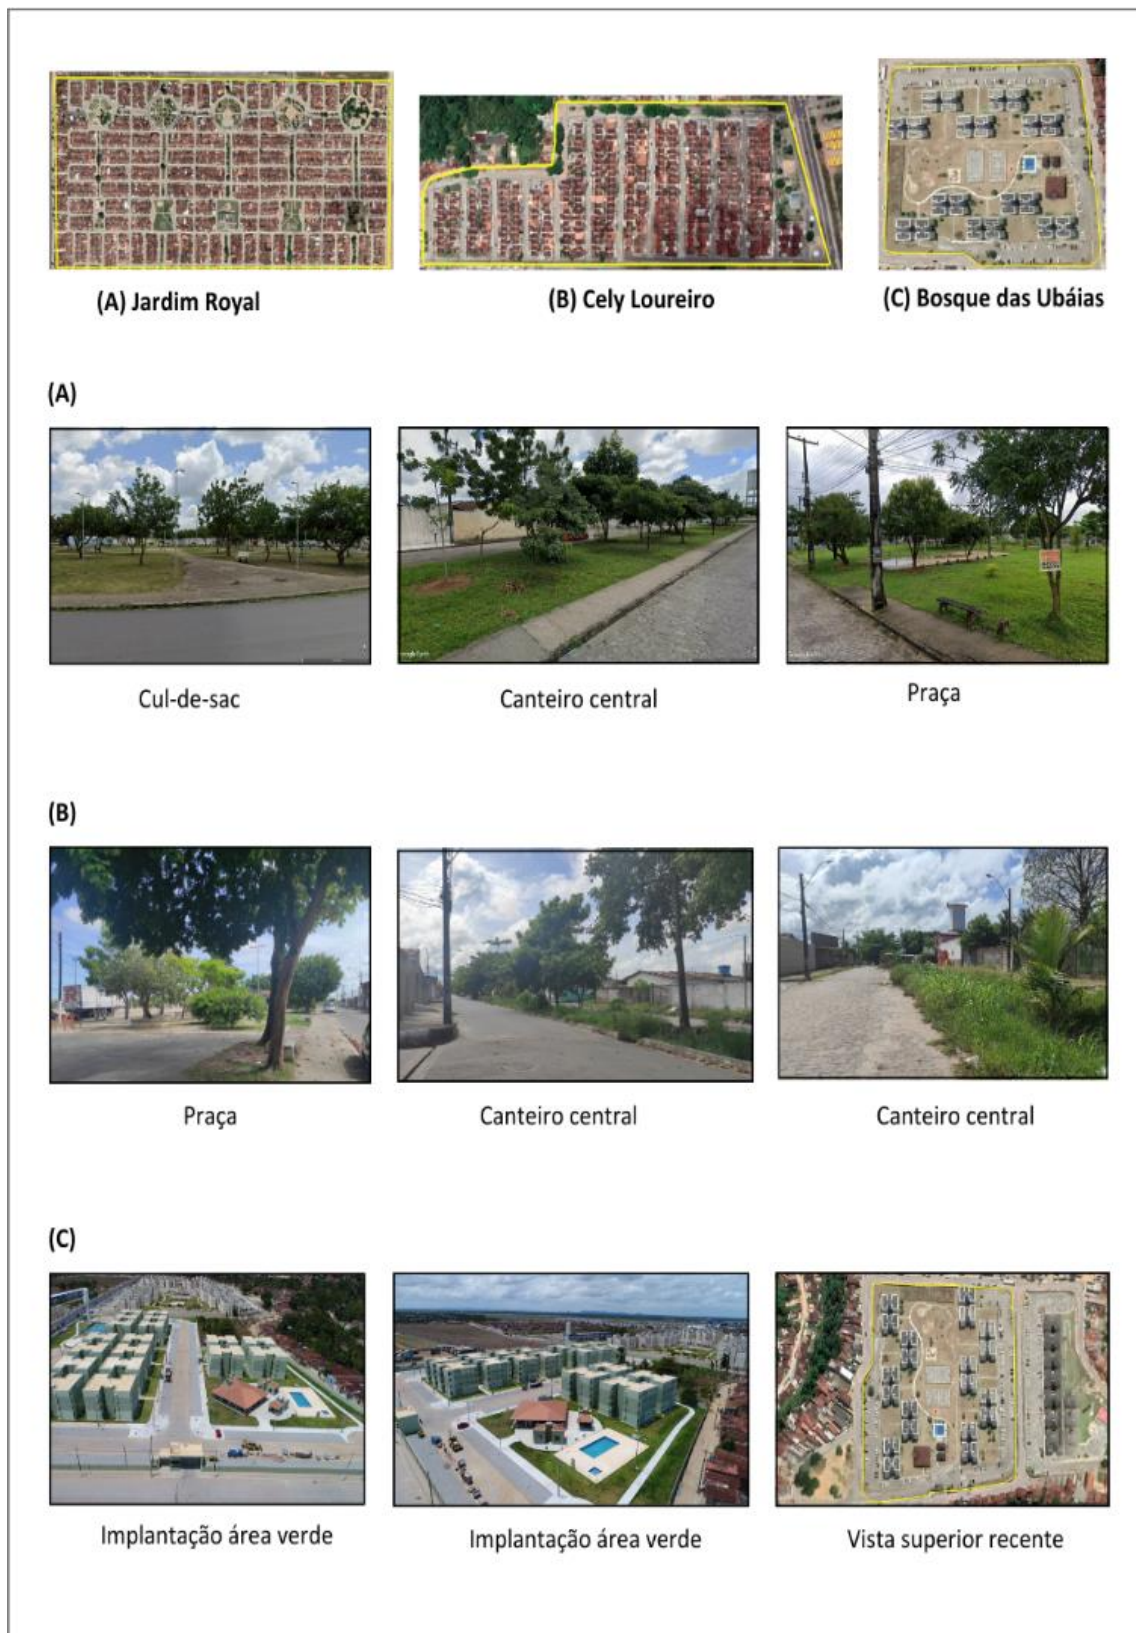 (A) Jardim Royal
(B) Cely Loureiro
(C) Bosque das Ubáias
(A)
Cul-de-sac
Canteiro central
Praça
(B)
Praça
Canteiro central
Canteiro central
(C)
Implantação área verde
Implantação área verde
Vista superior recente